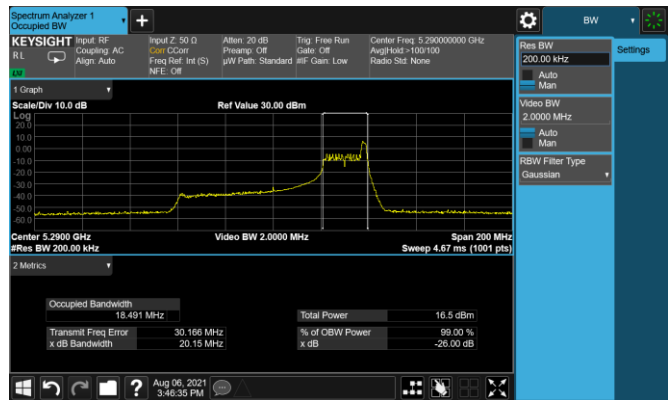 Spectrum Analyzer 1
Occupied BW
+
BW
KEYSIGHT
R L
Input: RF
Coupling: AC
Align: Auto
Input Z: 50 Ω
Corr CCorr
Freq Ref: Int (S)
NFE: Off
Atten: 20 dB
Preamp: Off
µW Path: Standard
Trig: Free Run
Gate: Off
#IF Gain: Low
Center Freq: 5.290000000 GHz
Avg|Hold:>100/100
Radio Std: None
Res BW
200.00 kHz
Auto
Man
Video BW
2.0000 MHz
Auto
Man
RBW Filter Type
Gaussian
Settings
1 Graph
Scale/Div 10.0 dB
Ref Value 30.00 dBm
Log
20.0
10.0
0.00
-10.0
-20.0
-30.0
-40.0
-50.0
-60.0
Center 5.2900 GHz
#Res BW 200.00 kHz
Video BW 2.0000 MHz
Span 200 MHz
Sweep 4.67 ms (1001 pts)
2 Metrics
Occupied Bandwidth
18.491 MHz
Total Power 16.5 dBm
Transmit Freq Error 30.166 MHz
% of OBW Power 99.00 %
x dB Bandwidth 20.15 MHz
x dB -26.00 dB
?
Aug 06, 2021
3:46:35 PM